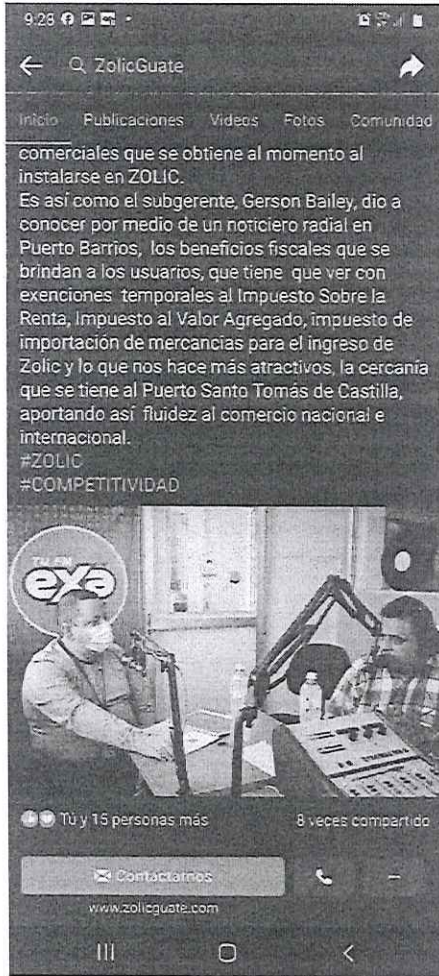 9:28
ZolicGuate
Inicio Publicaciones Videos Fotos Comunidad
comerciales que se obtiene al momento al
instalarse en ZOLIC.
Es así como el subgerente, Gerson Bailey, dio a
conocer por medio de un noticiero radial en
Puerto Barrios, los beneficios fiscales que se
brindan a los usuarios, que tiene que ver con
exenciones temporales al Impuesto Sobre la
Renta, Impuesto al Valor Agregado, impuesto de
importación de mercancias para el ingreso de
Zolic y lo que nos hace más atractivos, la cercanía
que se tiene al Puerto Santo Tomás de Castilla,
aportando así fluidez al comercio nacional e
internacional.
#ZOLIC
#COMPETITIVIDAD
exa
Tú y 15 personas más 8 veces compartido
Contáctarnos
www.zolicguate.com